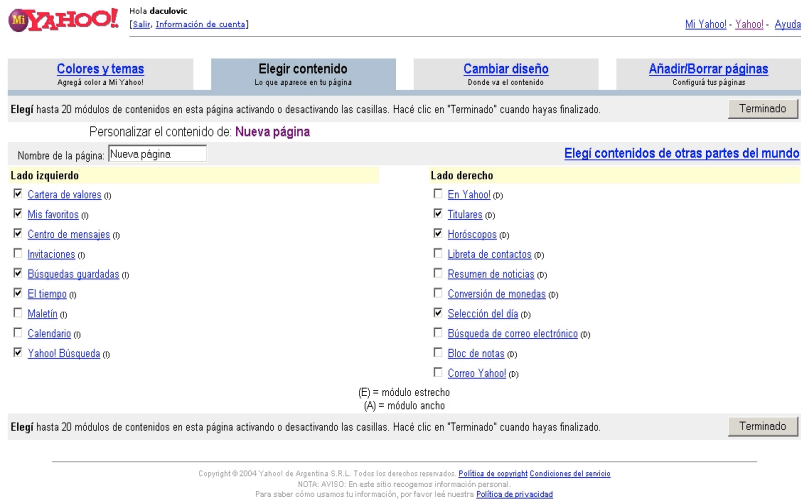 Mi YAHOO!
Hola daculovic
[Salir, Información de cuenta]
Mi Yahoo! - Yahoo! - Ayuda
Colores y temas
Agregá color a Mi Yahoo!
Elegir contenido
Lo que aparece en tu página
Cambiar diseño
Donde va el contenido
Añadir/Borrar páginas
Configurá tus páginas
Elegí hasta 20 módulos de contenidos en esta página activando o desactivando las casillas. Hacé clic en "Terminado" cuando hayas finalizado.
Terminado
Personalizar el contenido de: Nueva página
Nombre de la página: Nueva página
Elegí contenidos de otras partes del mundo
Lado izquierdo
Cartera de valores (I)
Mis favoritos (I)
Centro de mensajes (I)
Invitaciones (I)
Búsquedas guardadas (I)
El tiempo (I)
Maletín (I)
Calendario (I)
Yahoo! Búsqueda (I)
Lado derecho
En Yahoo! (D)
Titulares (D)
Horóscopos (D)
Libreta de contactos (D)
Resumen de noticias (D)
Conversión de monedas (D)
Selección del día (D)
Búsqueda de correo electrónico (D)
Bloc de notas (D)
Correo Yahoo! (D)
(E) = módulo estrecho
(A) = módulo ancho
Elegí hasta 20 módulos de contenidos en esta página activando o desactivando las casillas. Hacé clic en "Terminado" cuando hayas finalizado.
Terminado
Copyright © 2004 Yahoo! de Argentina S.R.L. Todos los derechos reservados. Política de copyright Condiciones del servicio
NOTA: AVISO: En este sitio recogemos información personal.
Para saber cómo usamos tu información, por favor leé nuestra Política de privacidad